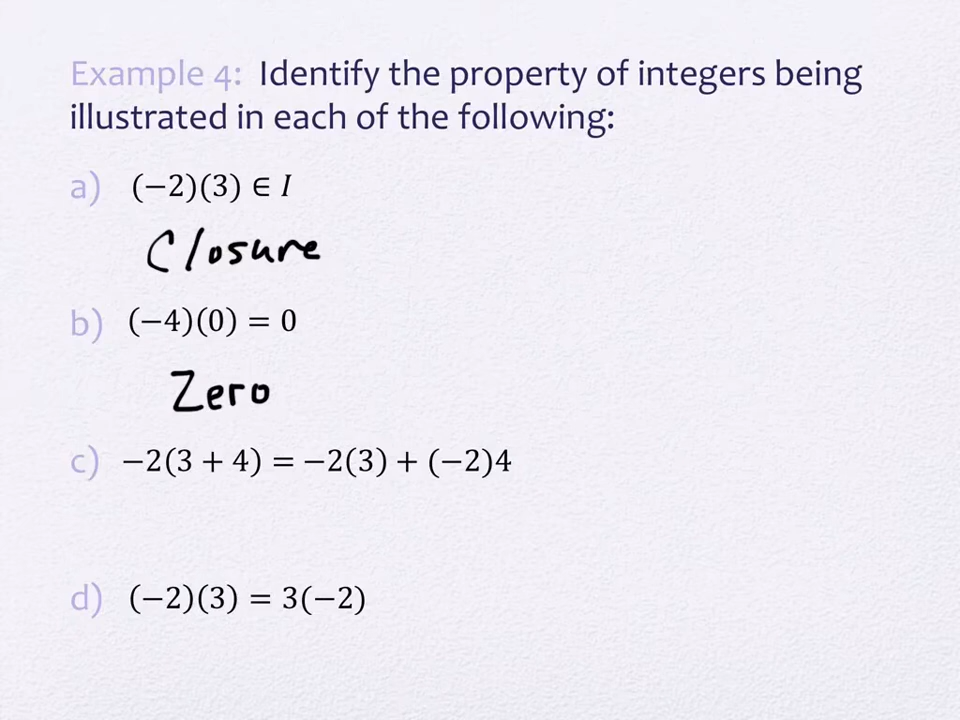 Example 4: Identify the property of integers being
illustrated in each of the following:
a) (−2)(3) ∈ I
Closure
b) (−4)(0) = 0
Zero
c) −2(3 + 4) = −2(3) + (−2)4
d) (−2)(3) = 3(−2)